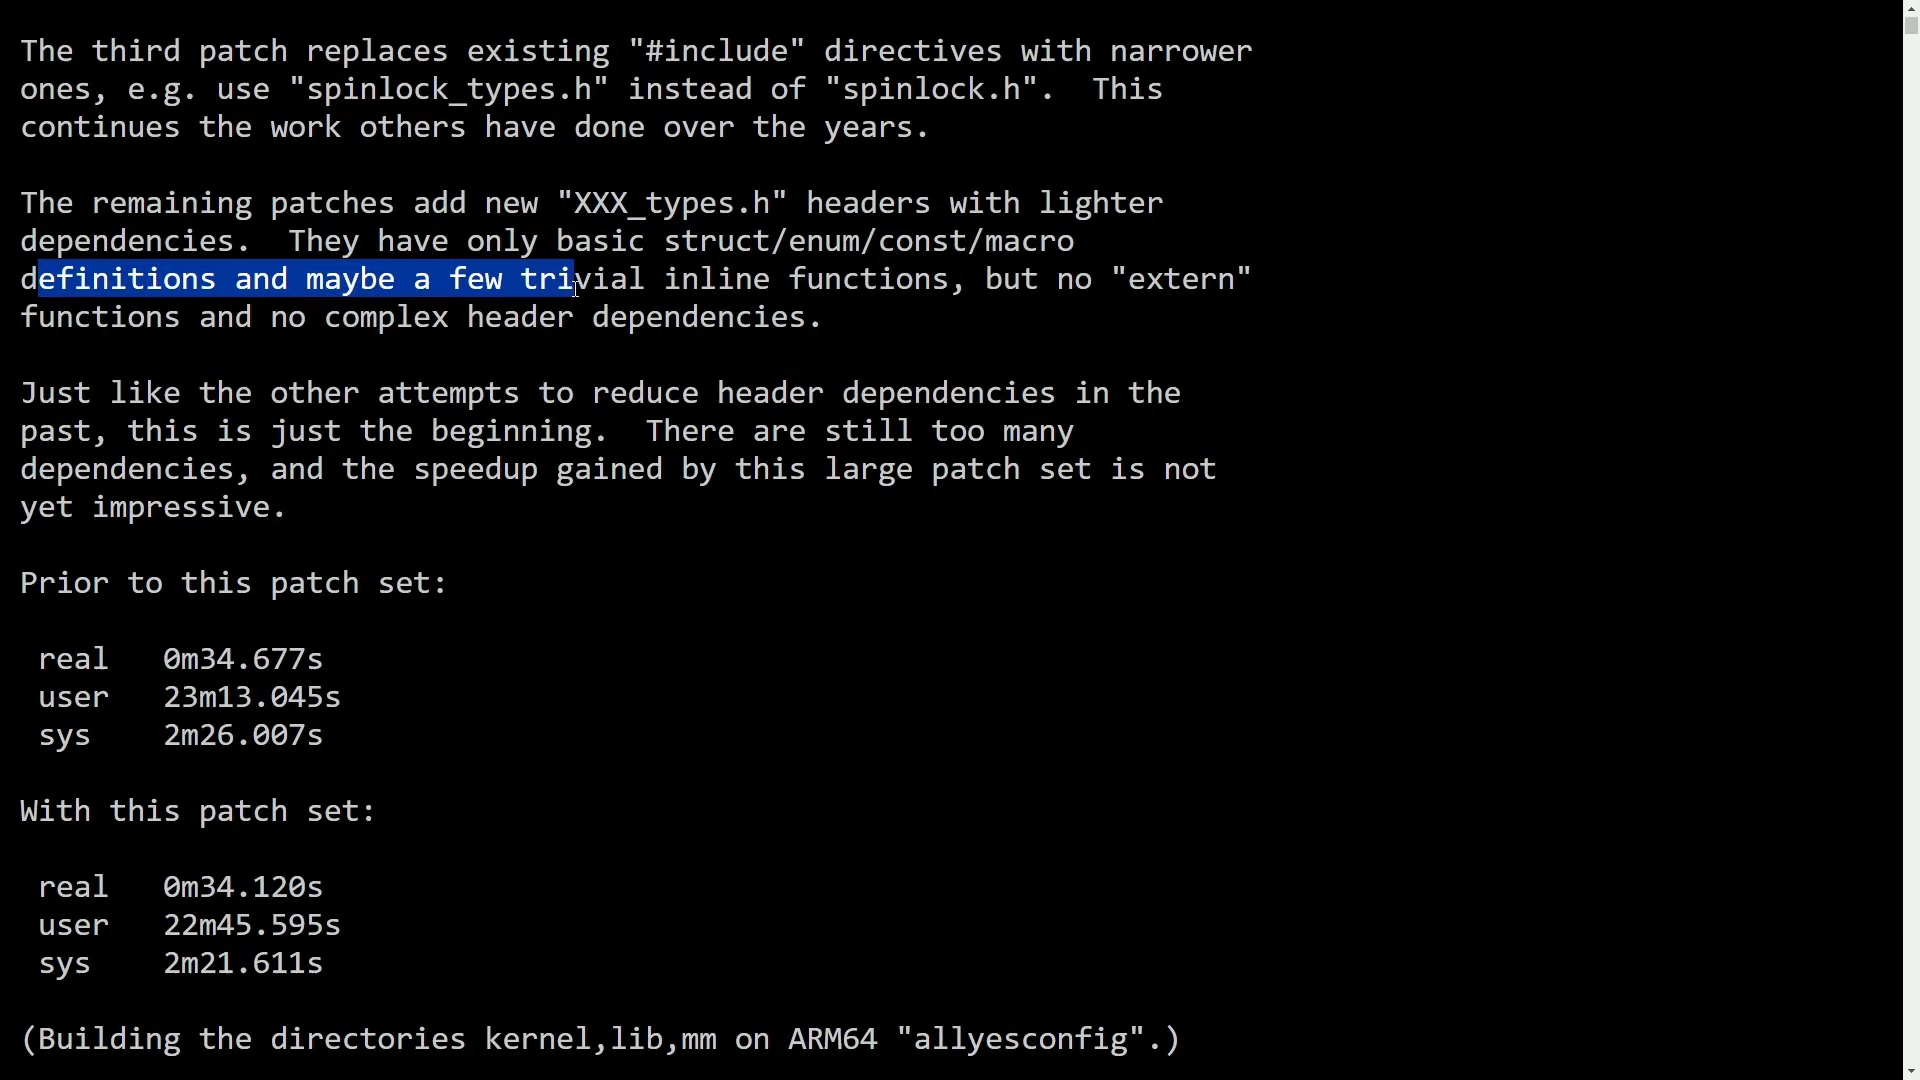 The third patch replaces existing "#include" directives with narrower
ones, e.g. use "spinlock_types.h" instead of "spinlock.h".  This
continues the work others have done over the years.
The remaining patches add new "XXX_types.h" headers with lighter
dependencies.  They have only basic struct/enum/const/macro
definitions and maybe a few trivial inline functions, but no "extern"
functions and no complex header dependencies.
Just like the other attempts to reduce header dependencies in the
past, this is just the beginning.  There are still too many
dependencies, and the speedup gained by this large patch set is not
yet impressive.
Prior to this patch set:
real   0m34.677s
user   23m13.045s
sys    2m26.007s
With this patch set:
real   0m34.120s
user   22m45.595s
sys    2m21.611s
(Building the directories kernel,lib,mm on ARM64 "allyesconfig".)